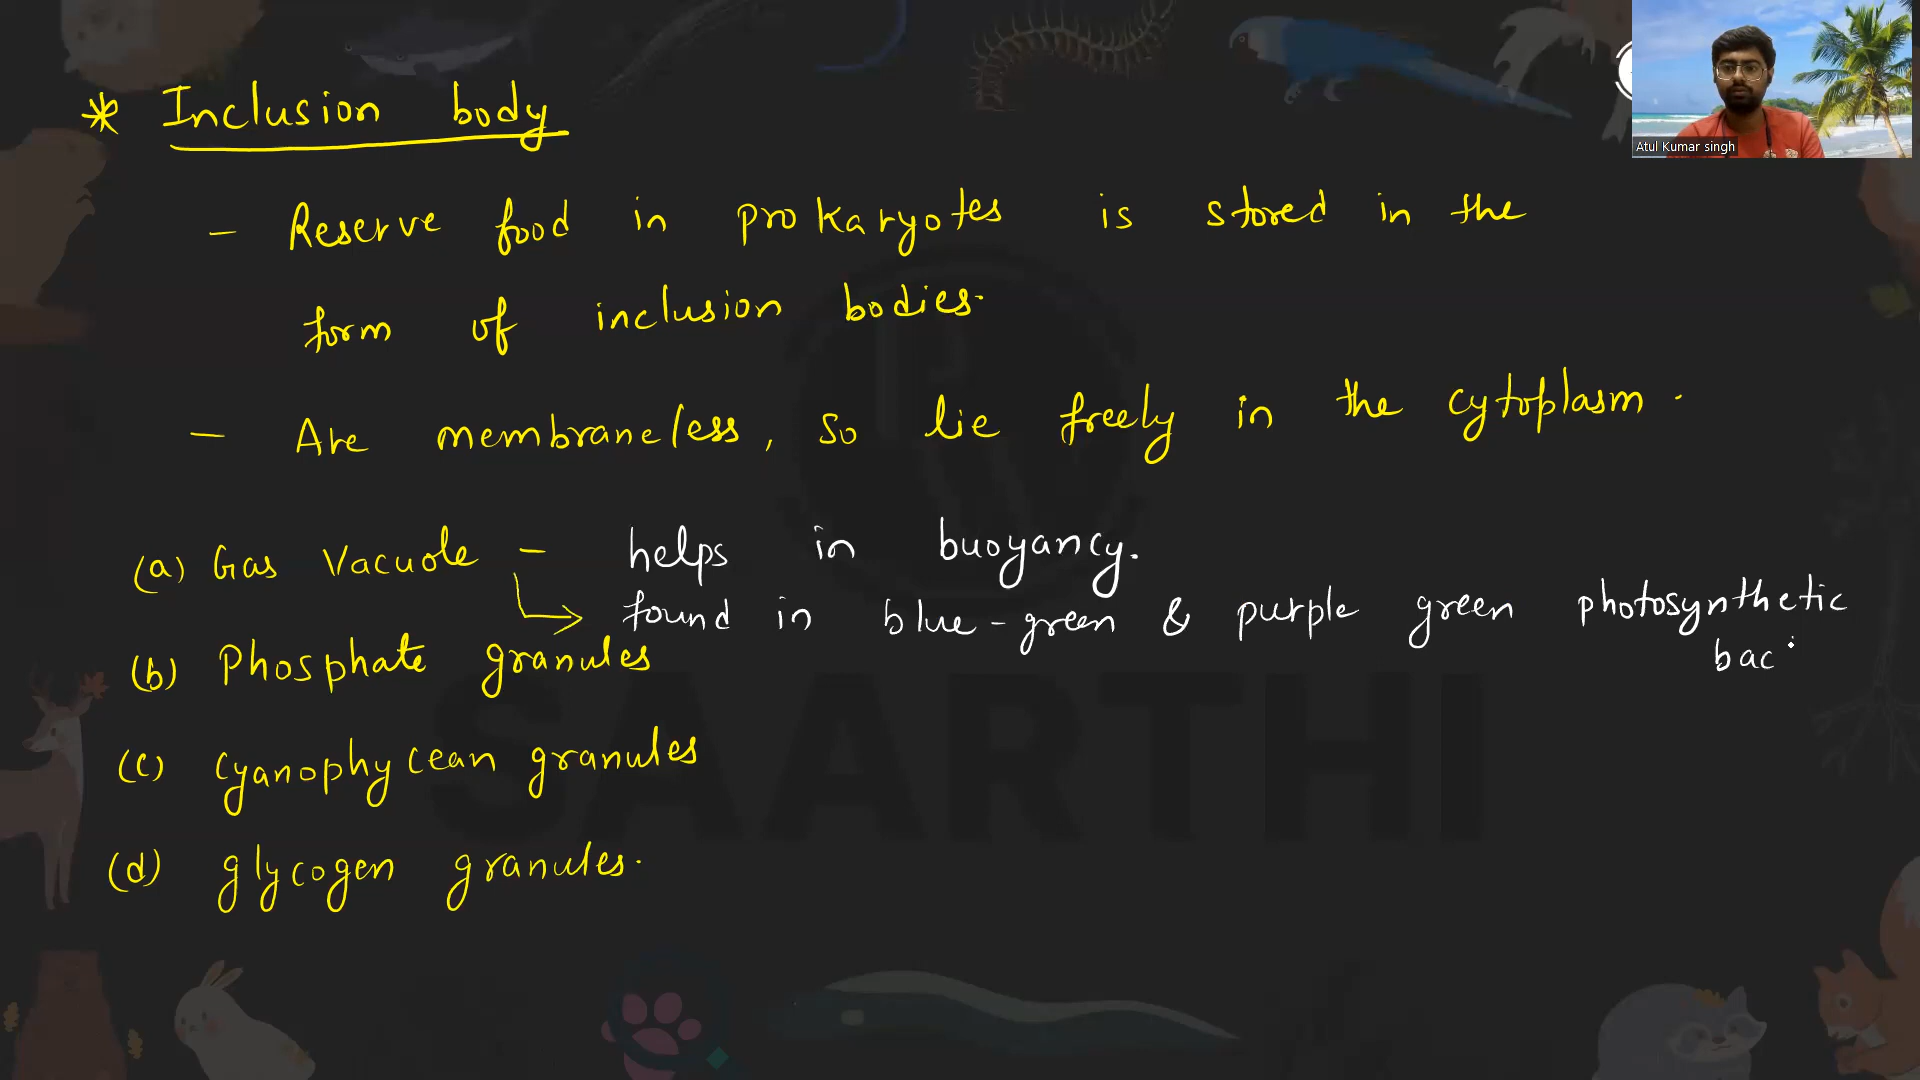 * Inclusion body
Atul Kumar singh
- Reserve food in prokaryotes is stored in the
form of inclusion bodies.
- Are membraneless, so lie freely in the cytoplasm.
(a) Gas Vacuole - helps in buoyancy.
→ found in blue-green & purple green photosynthetic
bac
(b) Phosphate granules
(c) Cyanophycean granules
(d) glycogen granules.
SAARTHI